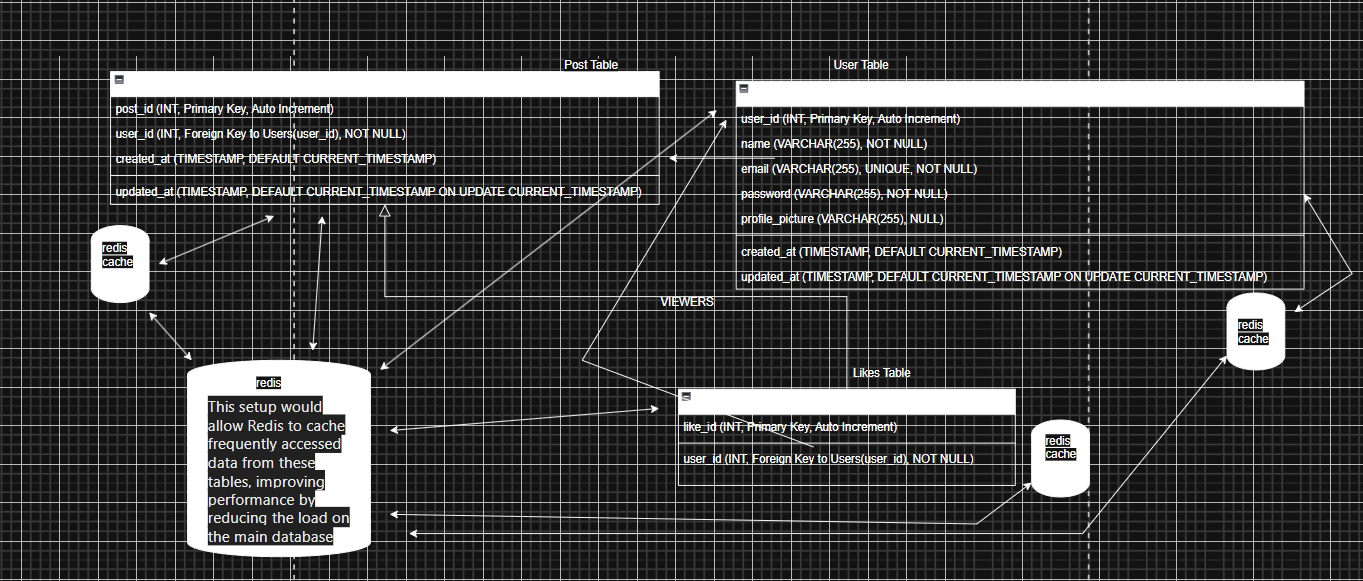 Post Table
post_id (INT, Primary Key, Auto Increment)
user_id (INT, Foreign Key to Users(user_id), NOT NULL)
created_at (TIMESTAMP, DEFAULT CURRENT_TIMESTAMP)
updated_at (TIMESTAMP, DEFAULT CURRENT_TIMESTAMP ON UPDATE CURRENT_TIMESTAMP)
User Table
user_id (INT, Primary Key, Auto Increment)
name (VARCHAR(255), NOT NULL)
email (VARCHAR(255), UNIQUE, NOT NULL)
password (VARCHAR(255), NOT NULL)
profile_picture (VARCHAR(255), NULL)
created_at (TIMESTAMP, DEFAULT CURRENT_TIMESTAMP)
updated_at (TIMESTAMP, DEFAULT CURRENT_TIMESTAMP ON UPDATE CURRENT_TIMESTAMP)
redis
cache
VIEWERS
redis
cache
Likes Table
like_id (INT, Primary Key, Auto Increment)
user_id (INT, Foreign Key to Users(user_id), NOT NULL)
redis
cache
redis
This setup would
allow Redis to cache
frequently accessed
data from these
tables, improving
performance by
reducing the load on
the main database